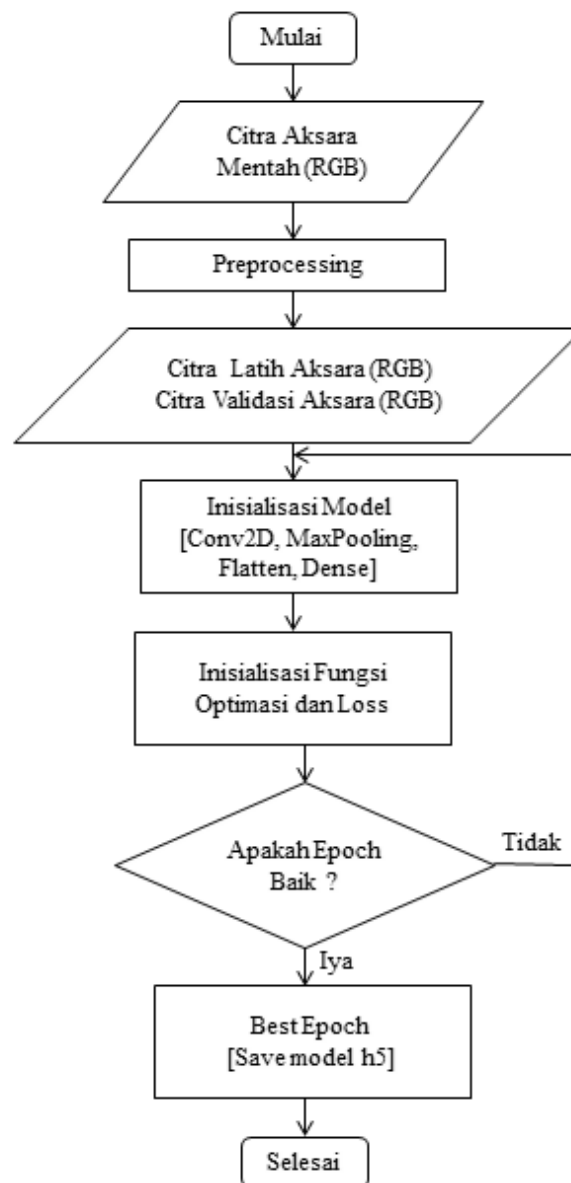 Mulai
Citra Aksara
Mentah (RGB)
Preprocessing
Citra Latih Aksara (RGB)
Citra Validasi Aksara (RGB)
Inisialisasi Model
[Conv2D, MaxPooling,
Flatten, Dense]
Inisialisasi Fungsi
Optimasi dan Loss
Apakah Epoch
Baik ?
Tidak
Iya
Best Epoch
[Save model h5]
Selesai